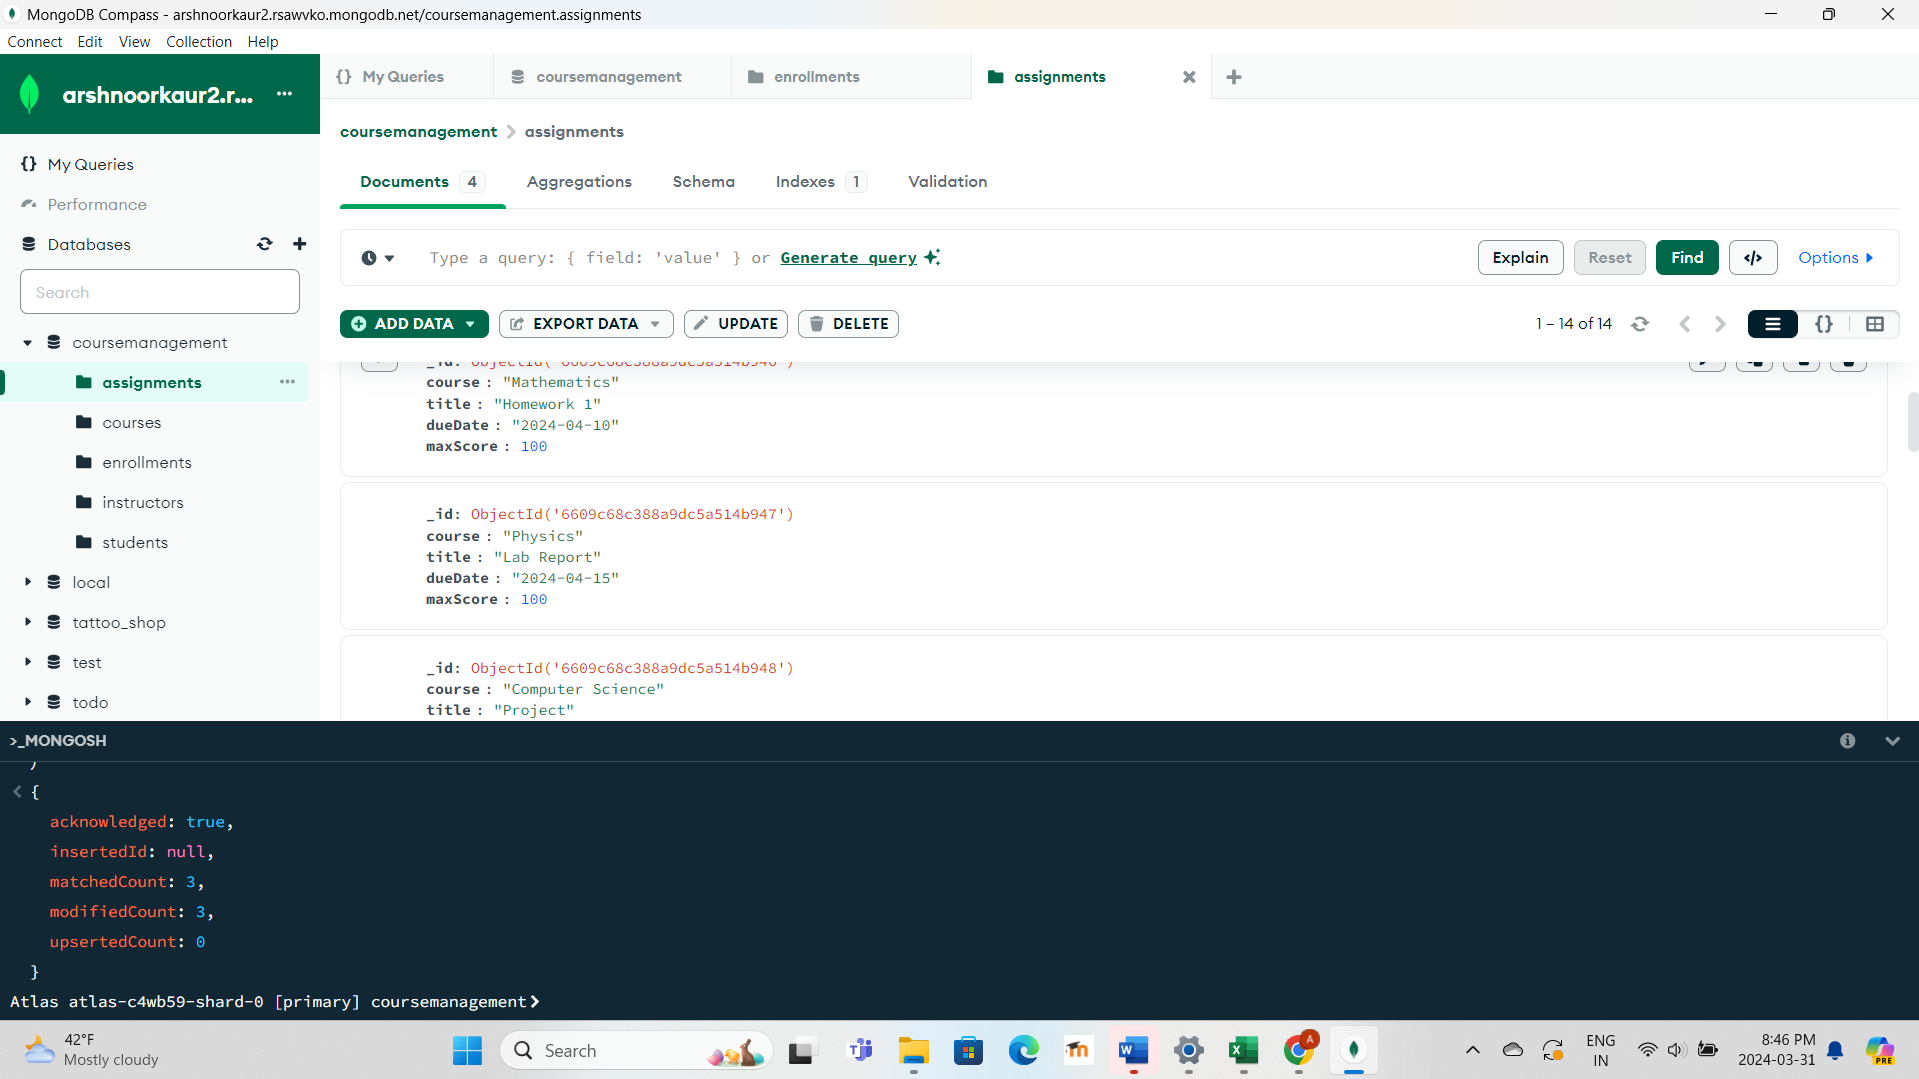 MongoDB Compass - arshnoorkaur2.rsawvko.mongodb.net/coursemanagement.assignments
Connect Edit View Collection Help
arshnoorkaur2.r... ...
{} My Queries
Performance
Databases
Search
coursemanagement
assignments ...
courses
enrollments
instructors
students
local
tattoo_shop
test
todo
{} My Queries
coursemanagement
enrollments
assignments
coursemanagement > assignments
Documents 4
Aggregations
Schema
Indexes 1
Validation
Type a query: { field: 'value' } or Generate query
Explain
Reset
Find
</>
Options
ADD DATA
EXPORT DATA
UPDATE
DELETE
1 – 14 of 14
{}
_id: ObjectId('6609c68c388a9dc5a514b946')
course : "Mathematics"
title : "Homework 1"
dueDate : "2024-04-10"
maxScore : 100
_id: ObjectId('6609c68c388a9dc5a514b947')
course : "Physics"
title : "Lab Report"
dueDate : "2024-04-15"
maxScore : 100
_id: ObjectId('6609c68c388a9dc5a514b948')
course : "Computer Science"
title : "Project"
>_MONGOSH
)
< {
acknowledged: true,
insertedId: null,
matchedCount: 3,
modifiedCount: 3,
upsertedCount: 0
}
Atlas atlas-c4wb59-shard-0 [primary] coursemanagement>
42°F
Mostly cloudy
Search
ENG
IN
8:46 PM
2024-03-31
PRE